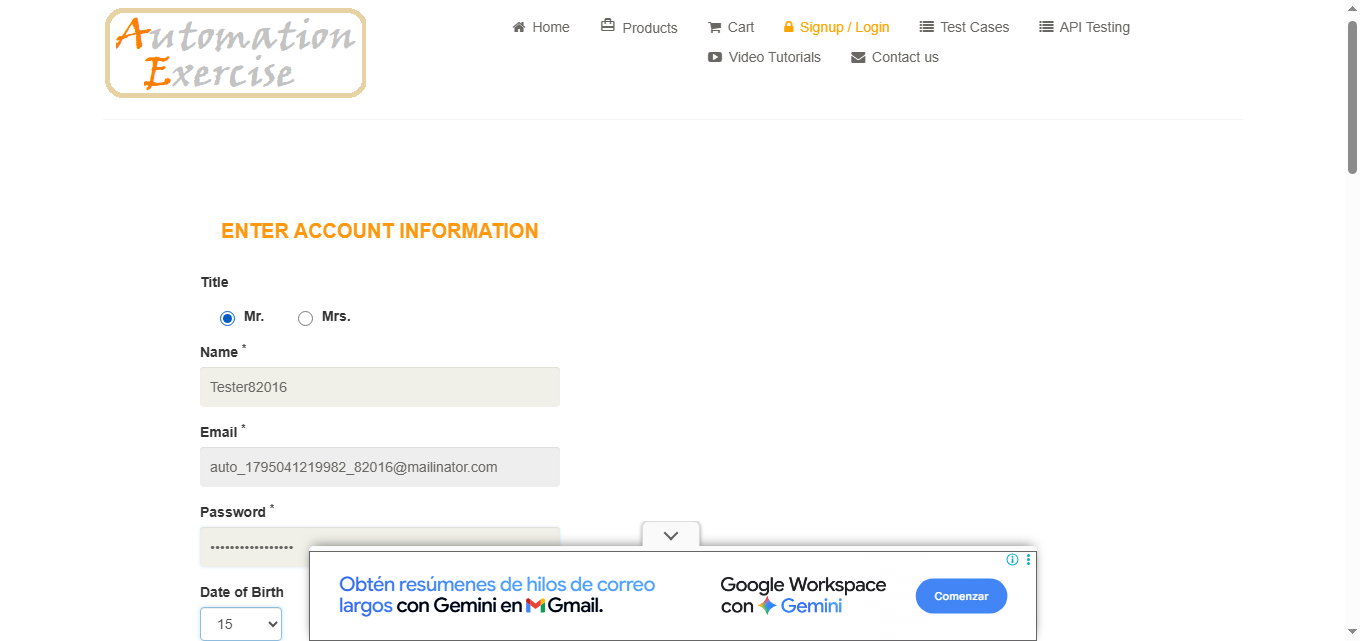 Automation
Exercise
Home
Products
Cart
Signup / Login
Test Cases
API Testing
Video Tutorials
Contact us
ENTER ACCOUNT INFORMATION
Title
Mr.
Mrs.
Name *
Tester82016
Email *
auto_1795041219982_82016@mailinator.com
Password *
•••••••••••••••••
Date of Birth
15
Obtén resúmenes de hilos de correo
largos con Gemini en Gmail.
Google Workspace
con Gemini
Comenzar